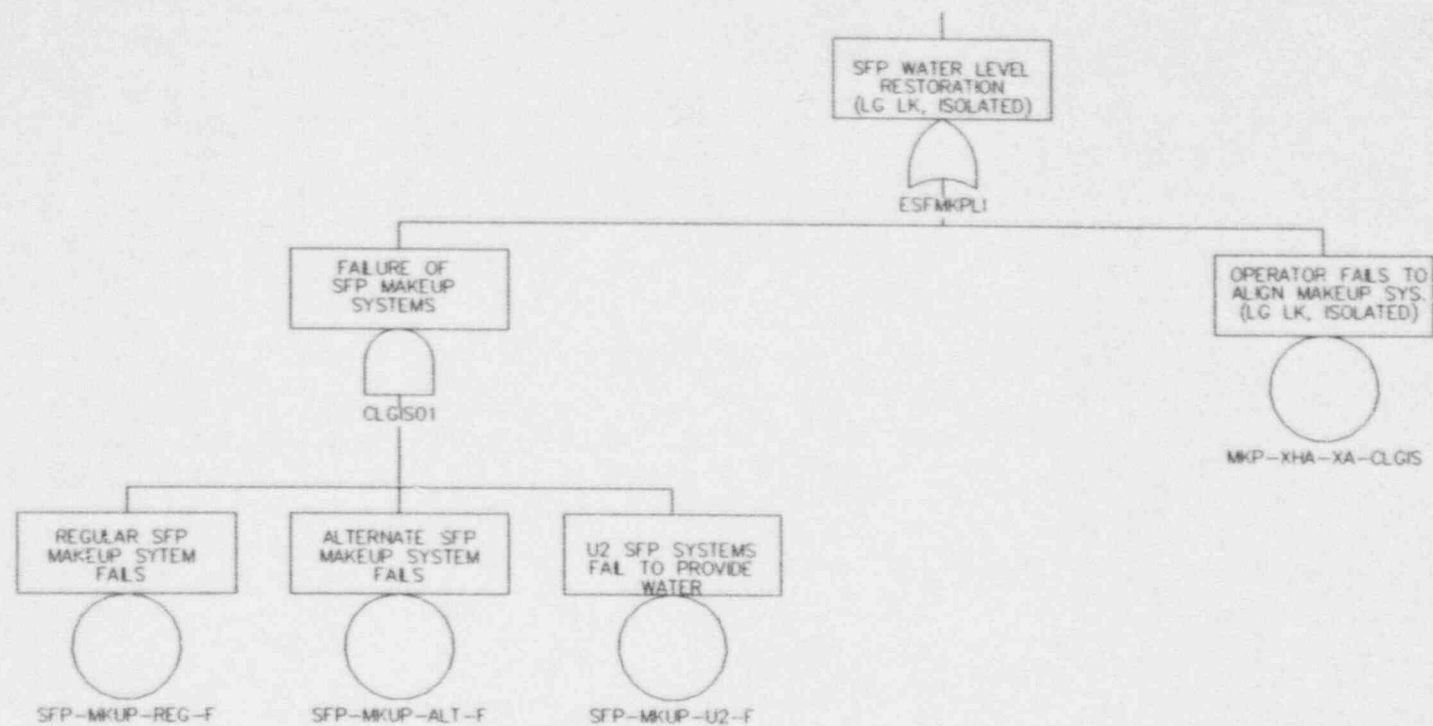 SFP WATER LEVEL
RESTORATION
(LG LK, ISOLATED)
ESFMKPL1
FAILURE OF
SFP MAKEUP
SYSTEMS
CLGISO1
OPERATOR FAILS TO
ALIGN MAKEUP SYS.
(LG LK, ISOLATED)
MKP-XHA-XA-CLGIS
REGULAR SFP
MAKEUP SYTEM
FAILS
SFP-MKUP-REG-F
ALTERNATE SFP
MAKEUP SYSTEM
FAILS
SFP-MKUP-ALT-F
U2 SFP SYSTEMS
FAIL TO PROVIDE
WATER
SFP-MKUP-U2-F